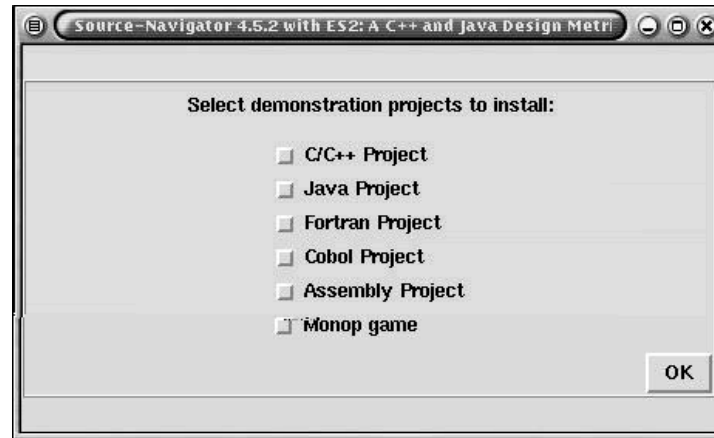 Source-Navigator 4.5.2 with ES2: A C++ and Java Design Metri
Select demonstration projects to install:
C/C++ Project
Java Project
Fortran Project
Cobol Project
Assembly Project
Monop game
OK